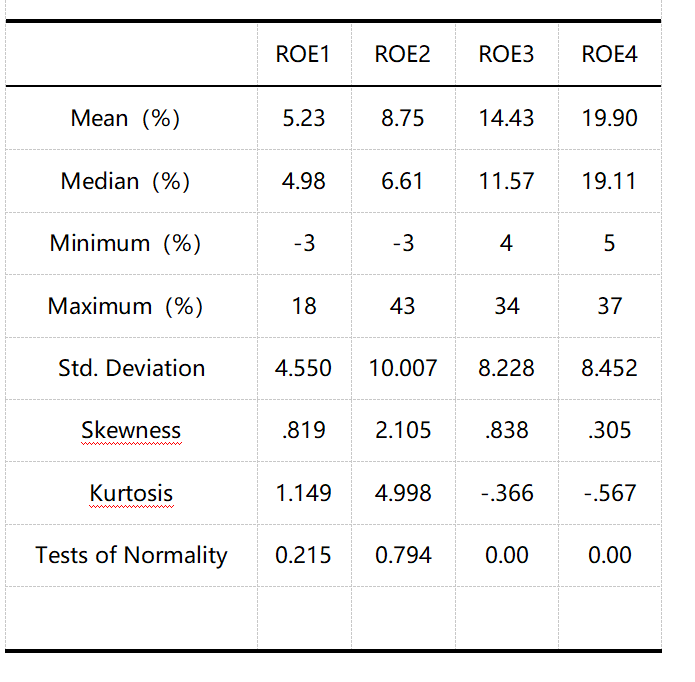 ROE1 ROE2 ROE3 ROE4
Mean（%） 5.23 8.75 14.43 19.90
Median（%） 4.98 6.61 11.57 19.11
Minimum（%） -3 -3 4 5
Maximum（%） 18 43 34 37
Std. Deviation 4.550 10.007 8.228 8.452
Skewness .819 2.105 .838 .305
Kurtosis 1.149 4.998 -.366 -.567
Tests of Normality 0.215 0.794 0.00 0.00